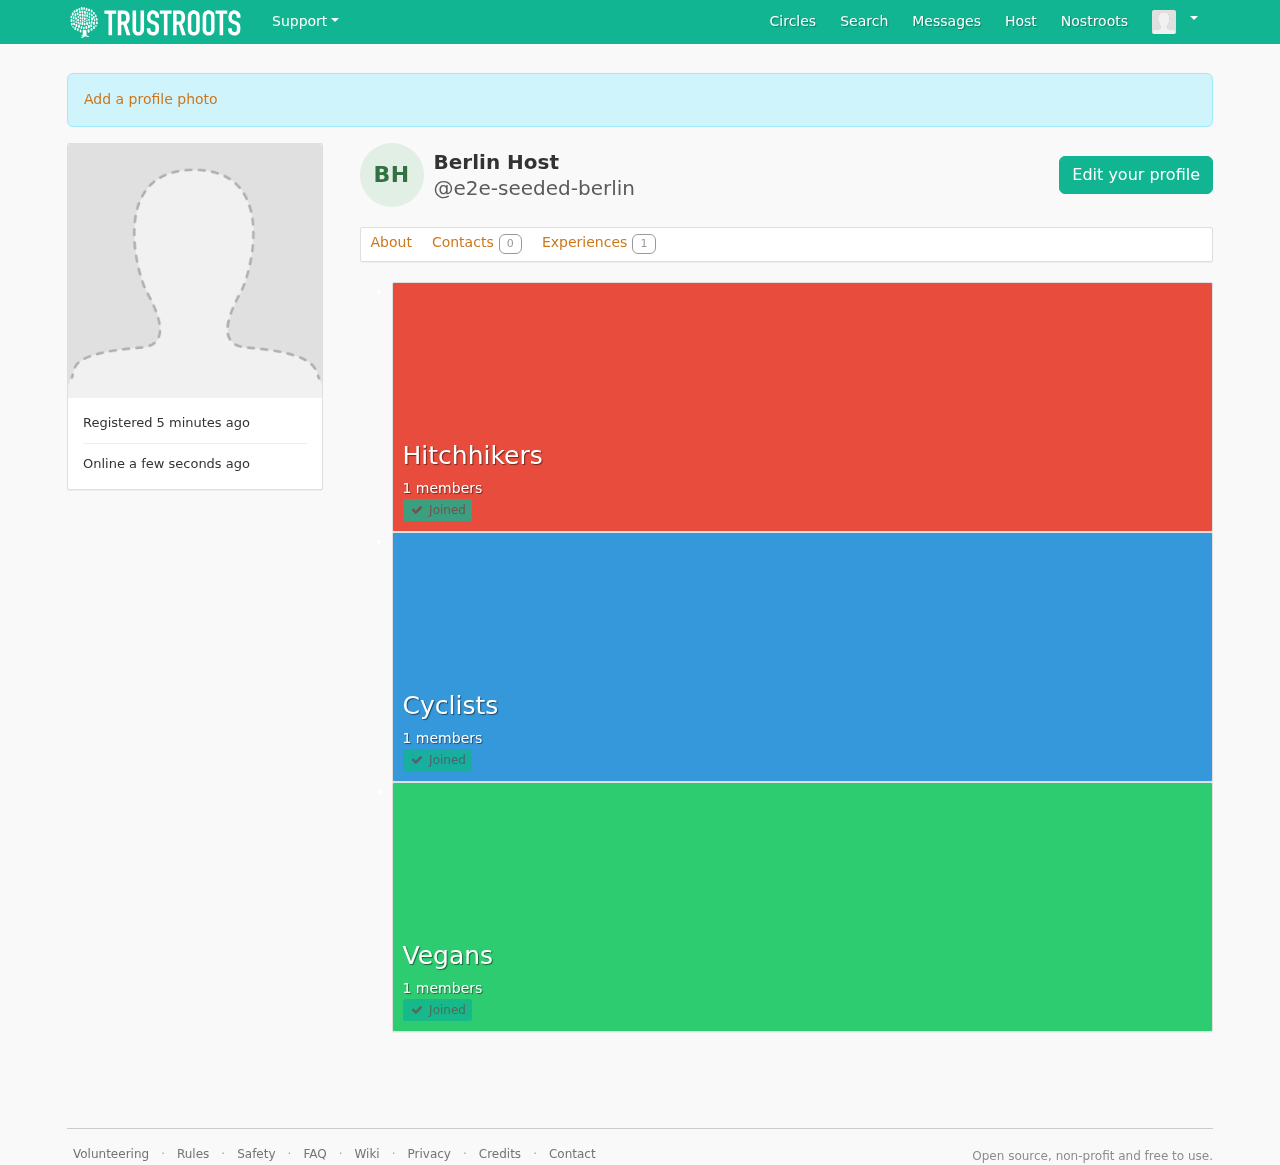 TRUSTROOTS Support Circles Search Messages Host Nostroots
Add a profile photo
BH
Berlin Host
@e2e-seeded-berlin
Edit your profile
About Contacts 0 Experiences 1
Registered 5 minutes ago
Online a few seconds ago
Hitchhikers
1 members
Joined
Cyclists
1 members
Joined
Vegans
1 members
Joined
Volunteering · Rules · Safety · FAQ · Wiki · Privacy · Credits · Contact
Open source, non-profit and free to use.